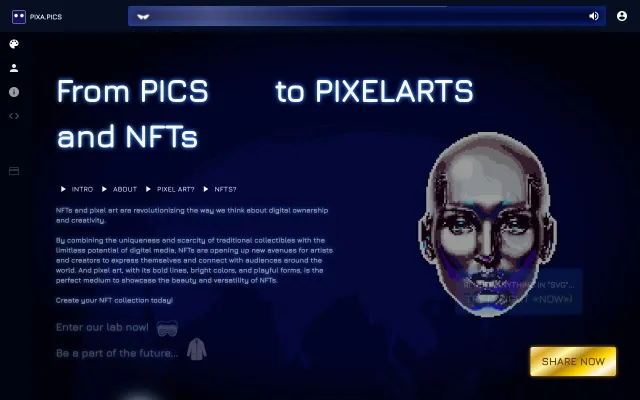 PIXA.PICS
From PICS to PIXELARTS
and NFTs
INTRO ABOUT PIXEL ART? NFTS?
NFTs and pixel art are revolutionizing the way we think about digital ownership
and creativity.
By combining the uniqueness and scarcity of traditional collectibles with the
limitless potential of digital media, NFTs are opening up new avenues for artists
and creators to express themselves and connect with audiences around the
world. And pixel art, with its bold lines, bright colors, and playful forms, is the
perfect medium to showcase the beauty and versatility of NFTs.
Create your NFT collection today!
IN "SVG"...
«NOW»)
Enter our lab now!
Be a part of the future...
SHARE NOW